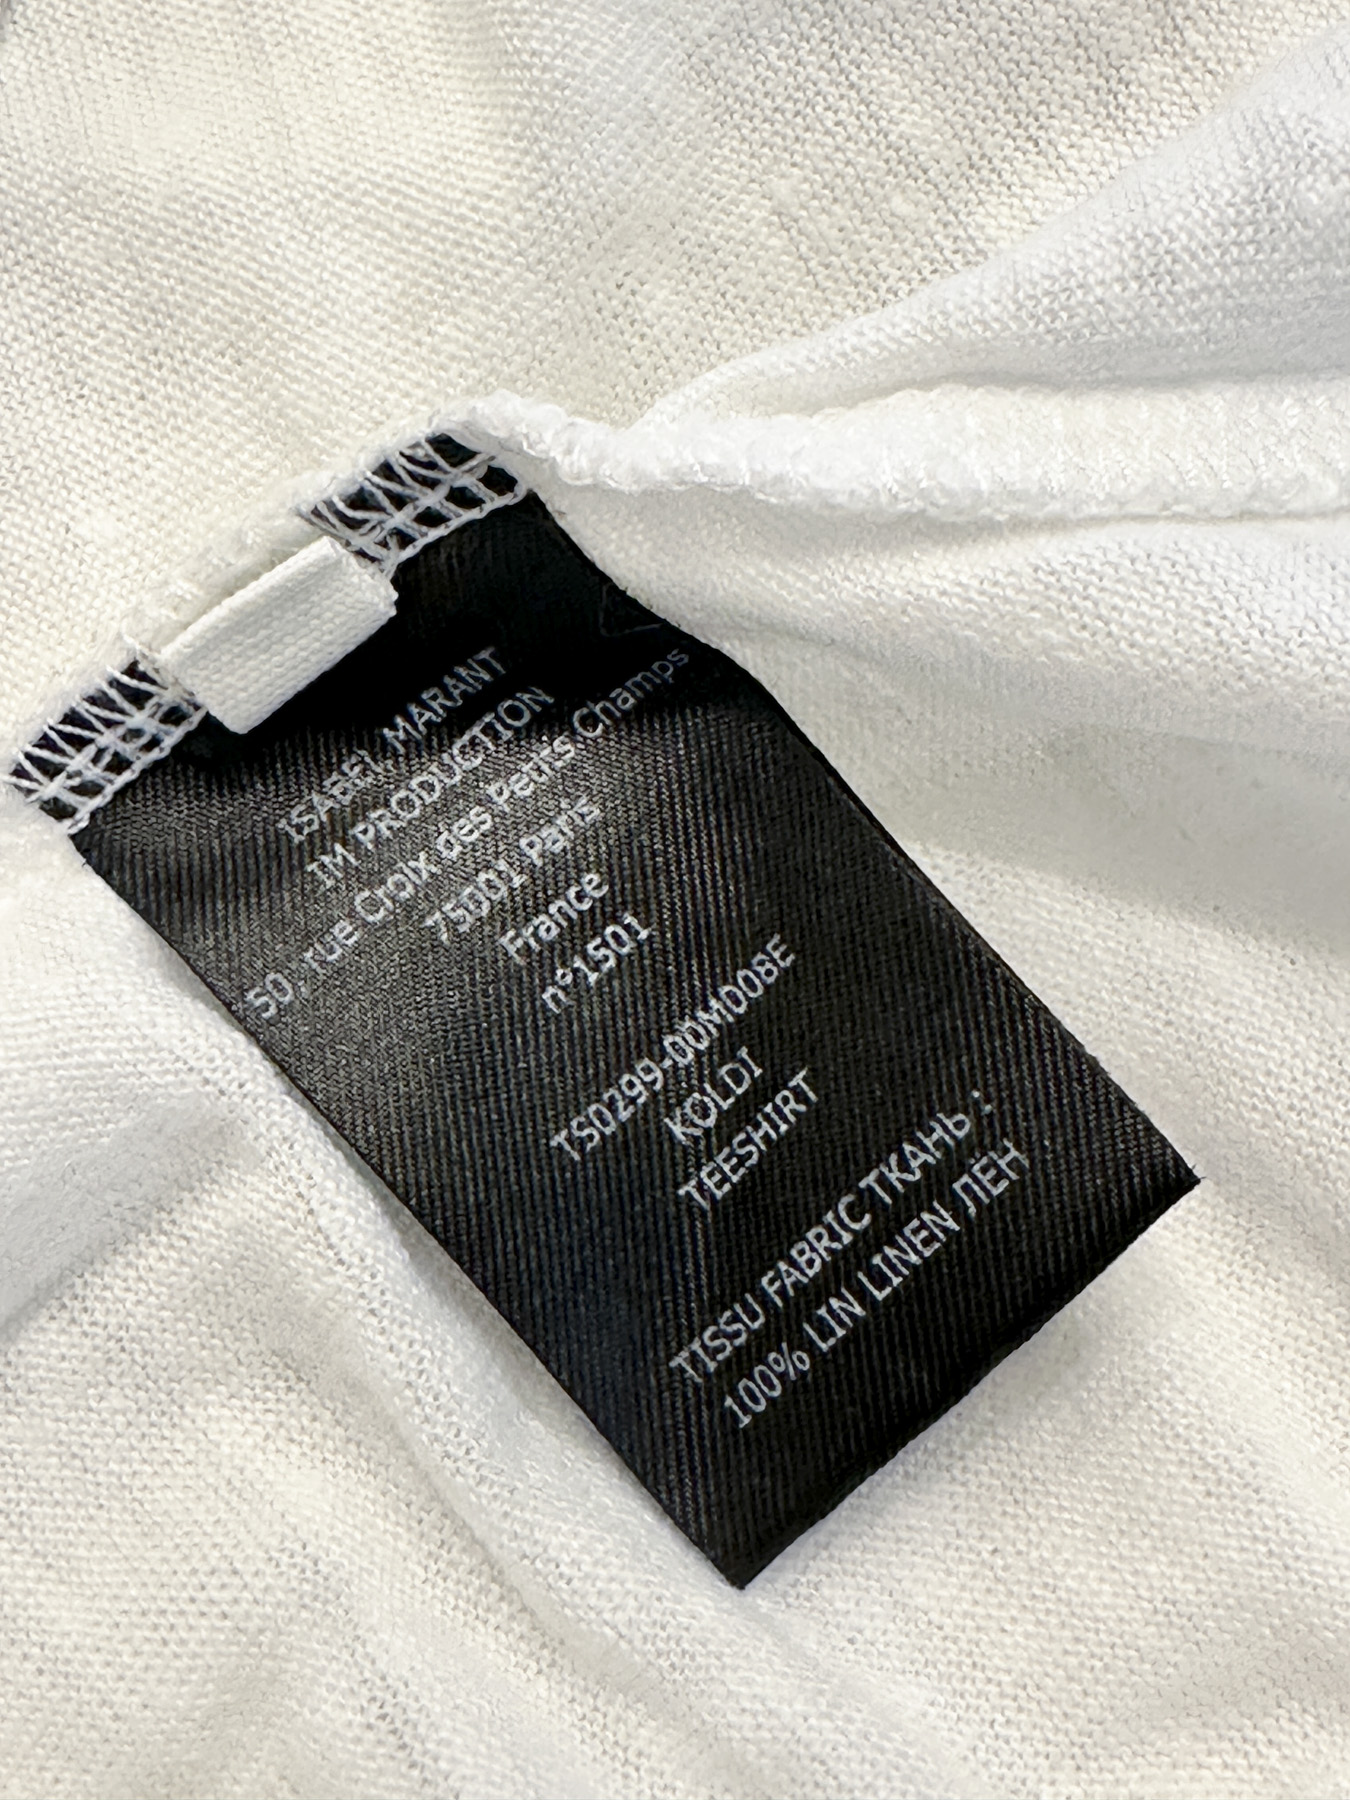 ISABEL MARANT
IM PRODUCTION
50, rue Croix des Petits Champs
75001 Paris
France
n°1501
TS0299-00M008E
KOLDI
TEESHIRT
TISSU FABRIC ТКАНЬ :
100% LIN LINEN ЛЁН